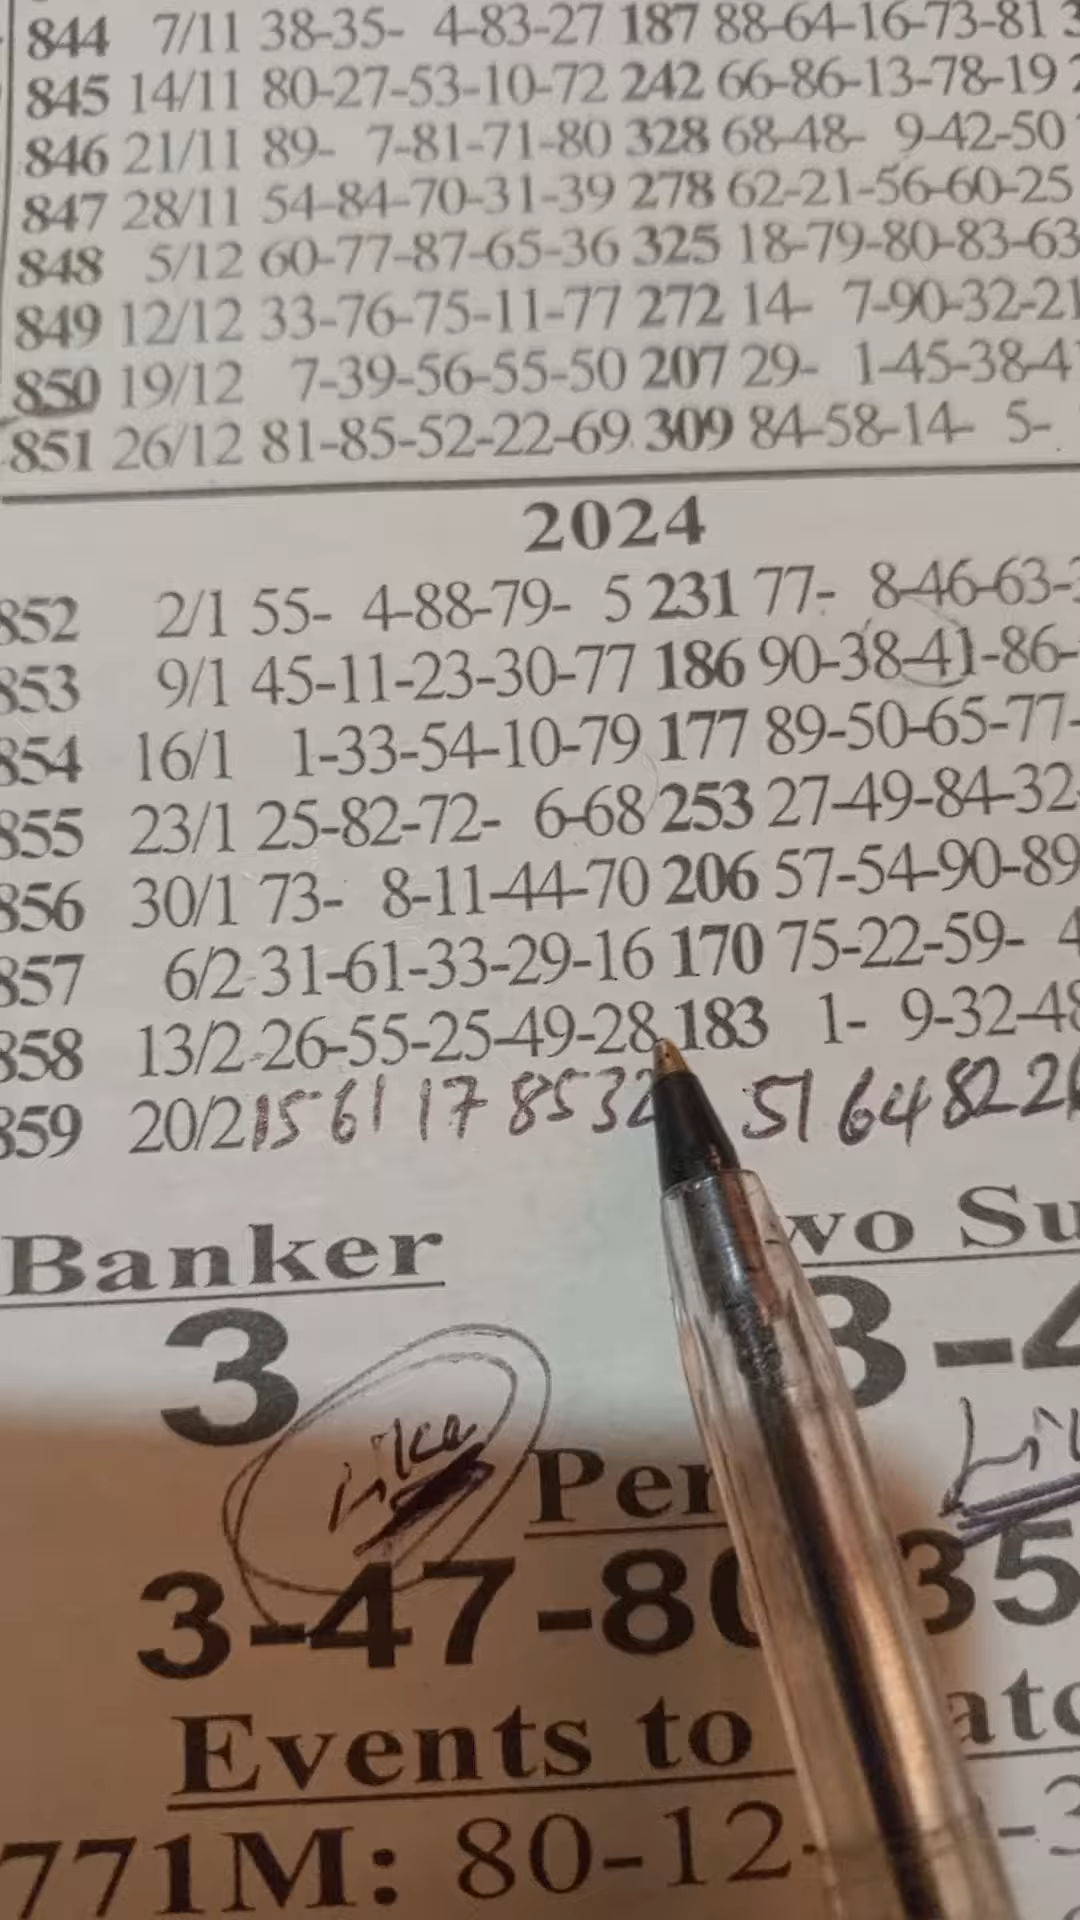 844 7/11 38-35- 4-83-27 187 88-64-16-73-81
845 14/11 80-27-53-10-72 242 66-86-13-78-19
846 21/11 89- 7-81-71-80 328 68-48- 9-42-50
847 28/11 54-84-70-31-39 278 62-21-56-60-25
848 5/12 60-77-87-65-36 325 18-79-80-83-63
849 12/12 33-76-75-11-77 272 14- 7-90-32-21
850 19/12 7-39-56-55-50 207 29- 1-45-38-4
851 26/12 81-85-52-22-69 309 84-58-14- 5-
2024
852 2/1 55- 4-88-79- 5 231 77- 8-46-63-
853 9/1 45-11-23-30-77 186 90-38-41-86-
854 16/1 1-33-54-10-79 177 89-50-65-77-
855 23/1 25-82-72- 6-68 253 27-49-84-32-
856 30/1 73- 8-11-44-70 206 57-54-90-89
857 6/2 31-61-33-29-16 170 75-22-59- 4
858 13/2 26-55-25-49-28 183 1- 9-32-48
859 20/2 15 61 17 85 32 51 64 82 2
Banker wo Su
3 3-4
Per
3-47-80 35
Events to atc
771M: 80-12-